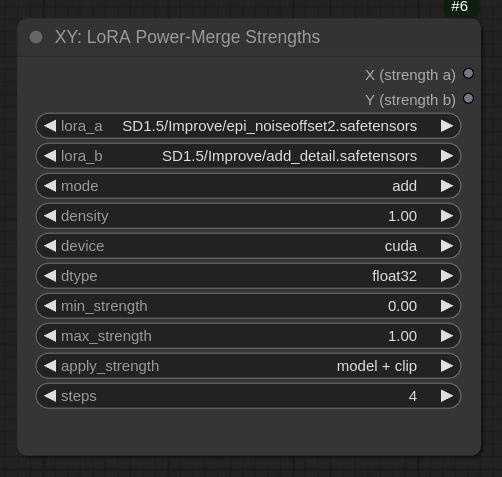 #6
XY: LoRA Power-Merge Strengths
X (strength a)
Y (strength b)
lora_a SD1.5/Improve/epi_noiseoffset2.safetensors
lora_b SD1.5/Improve/add_detail.safetensors
mode add
density 1.00
device cuda
dtype float32
min_strength 0.00
max_strength 1.00
apply_strength model + clip
steps 4